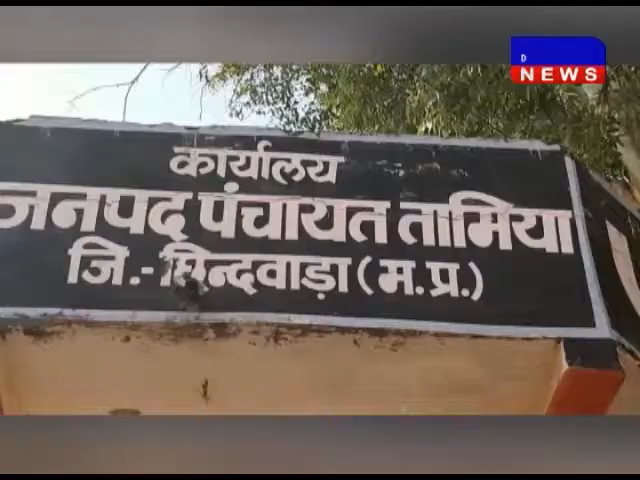 D
NEWS
कार्यालय
जनपद पंचायत तामिया
जि.- छिन्दवाड़ा (म.प्र.)